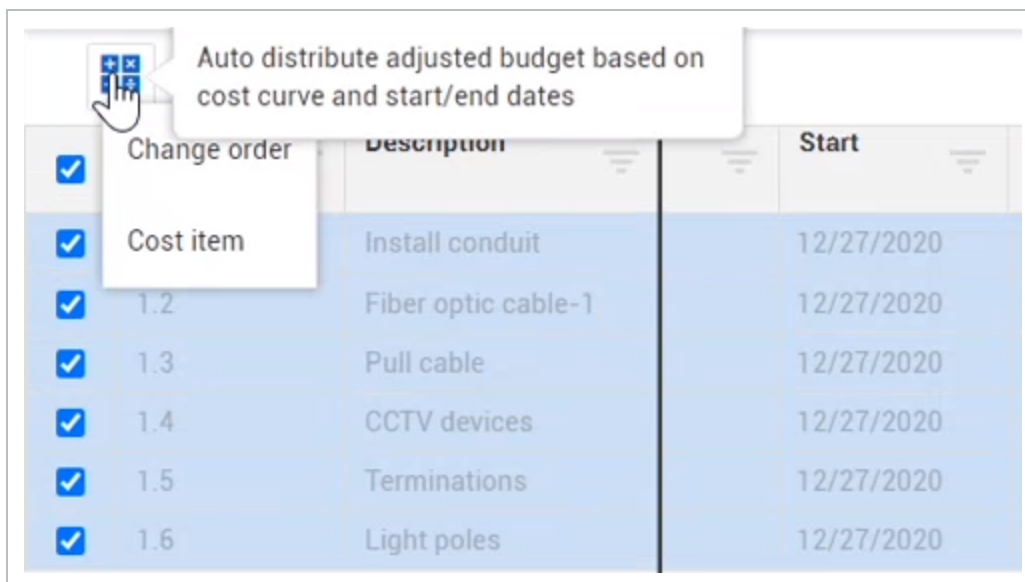 Auto distribute adjusted budget based on
cost curve and start/end dates
Change order
Description
Start
Cost item
Install conduit
12/27/2020
1.2
Fiber optic cable-1
12/27/2020
1.3
Pull cable
12/27/2020
1.4
CCTV devices
12/27/2020
1.5
Terminations
12/27/2020
1.6
Light poles
12/27/2020